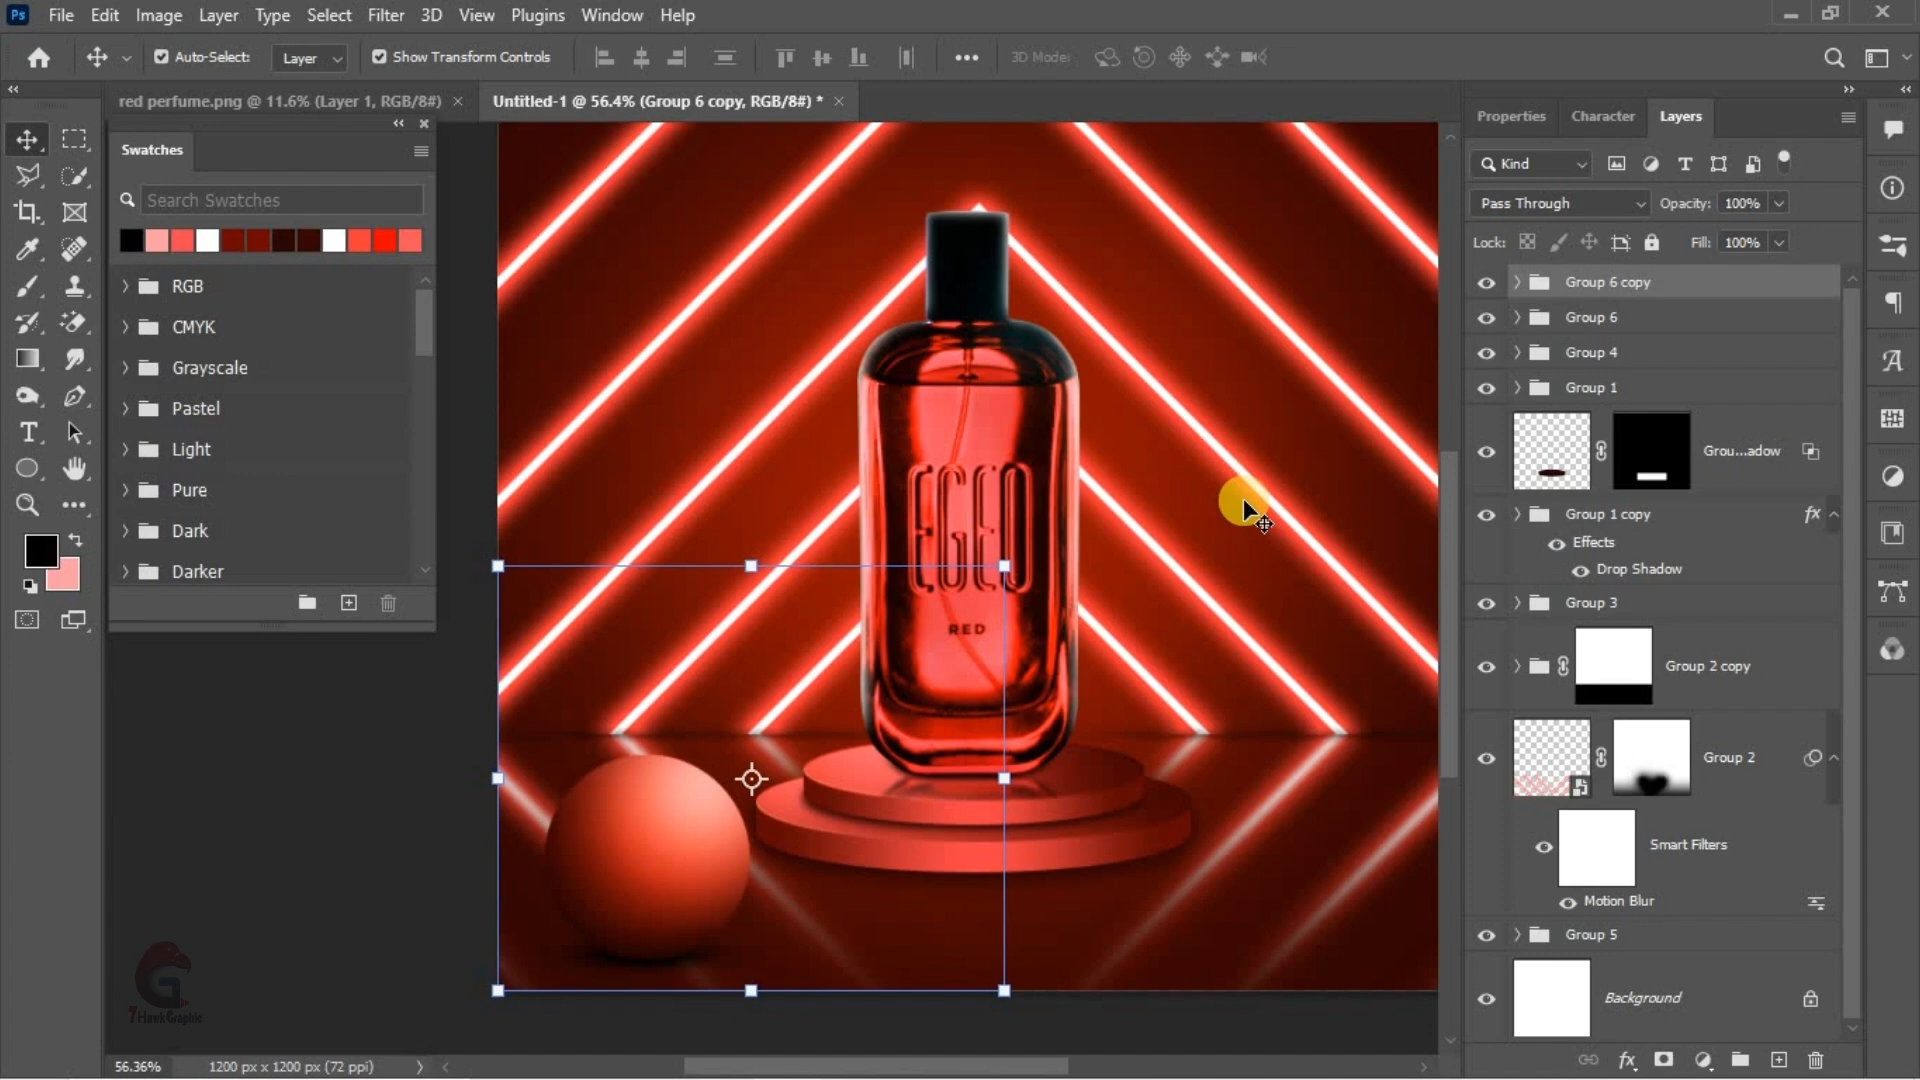 Ps File Edit Image Layer Type Select Filter 3D View Plugins Window Help
Auto-Select: Layer Show Transform Controls 3D Mode:
red perfume.png @ 11.6% (Layer 1, RGB/8#) × Untitled-1 @ 56.4% (Group 6 copy, RGB/8#) * ×
Swatches
Search Swatches
RGB
CMYK
Grayscale
Pastel
Light
Pure
Dark
Darker
EGEO
RED
7HawkGraphic
56.36% 1200 px x 1200 px (72 ppi)
Properties Character Layers
Kind
Pass Through Opacity: 100%
Lock: Fill: 100%
Group 6 copy
Group 6
Group 4
Group 1
Grou...adow
Group 1 copy fx
Effects
Drop Shadow
Group 3
Group 2 copy
Group 2
Smart Filters
Motion Blur
Group 5
Background
fx